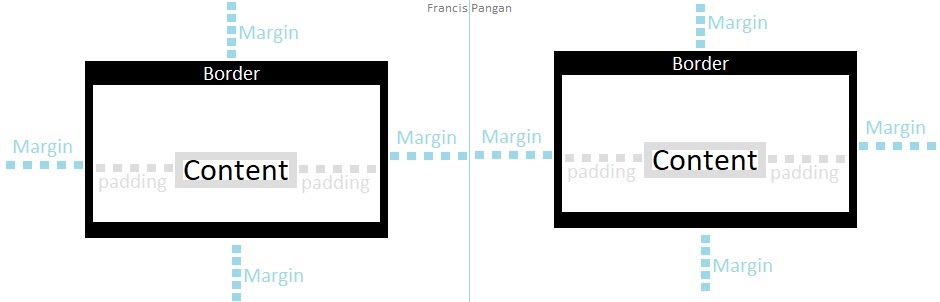 Francis Pangan
Margin
Border
Margin
Content
padding
padding
Margin
Margin
Margin
Border
Margin
Content
padding
padding
Margin
Margin